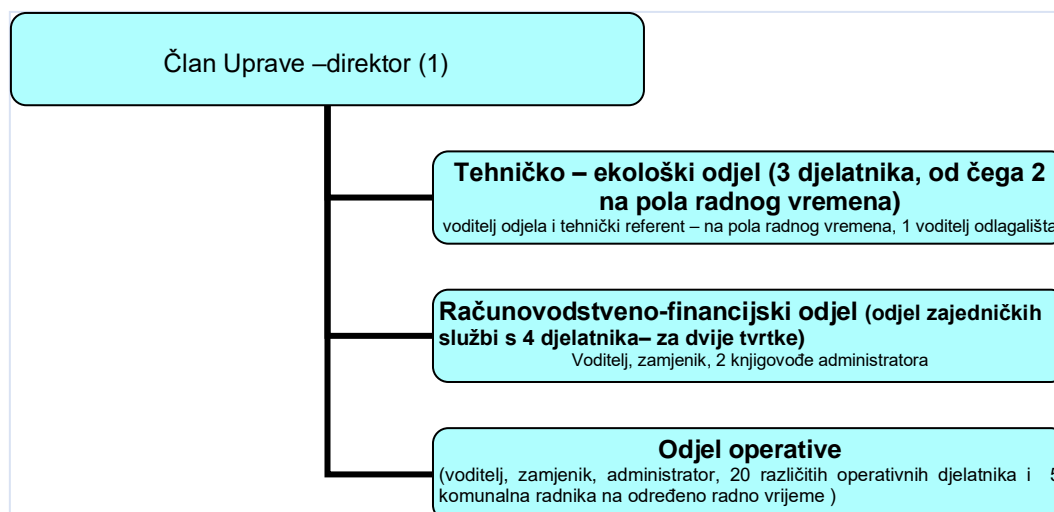 Član Uprave –direktor (1)
Tehničko – ekološki odjel (3 djelatnika, od čega 2
na pola radnog vremena)
voditelj odjela i tehnički referent – na pola radnog vremena, 1 voditelj odlagališta
Računovodstveno-financijski odjel (odjel zajedničkih
službi s 4 djelatnika– za dvije tvrtke)
Voditelj, zamjenik, 2 knjigovođe administratora
Odjel operative
(voditelj, zamjenik, administrator, 20 različitih operativnih djelatnika i 5
komunalna radnika na određeno radno vrijeme )